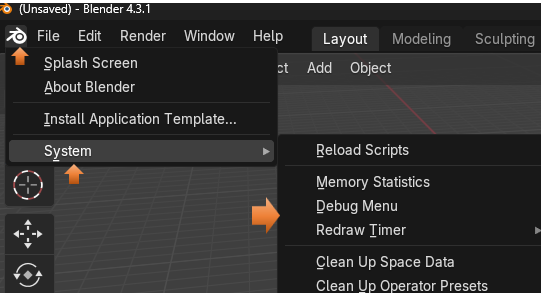 (Unsaved) - Blender 4.3.1
File Edit Render Window Help Layout Modeling Sculpting
Splash Screen
Add Object
About Blender
Install Application Template...
System
Reload Scripts
Memory Statistics
Debug Menu
Redraw Timer
Clean Up Space Data
Clean Up Operator Presets